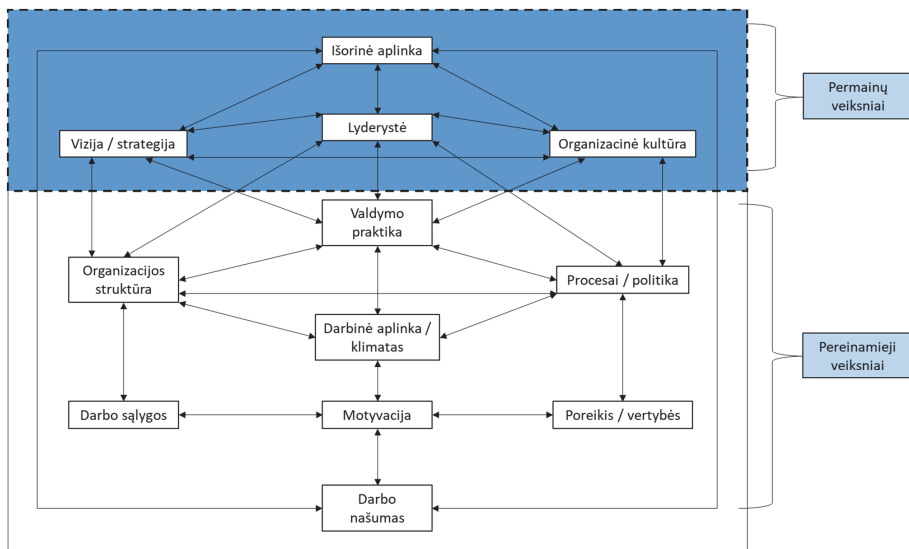 Išorinė aplinka
Permainų
veiksniai
Lyderystė
Vizija / strategija
Organizacinė kultūra
Valdymo
praktika
Organizacijos
struktūra
Procesai / politika
Darbinė aplinka /
klimatas
Pereinamieji
veiksniai
Darbo sąlygos
Motyvacija
Poreikis / vertybės
Darbo
našumas